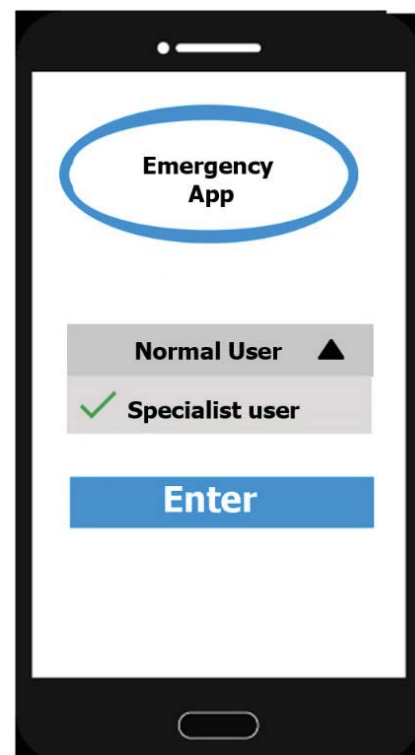 Emergency
App
Normal User
Specialist user
Enter